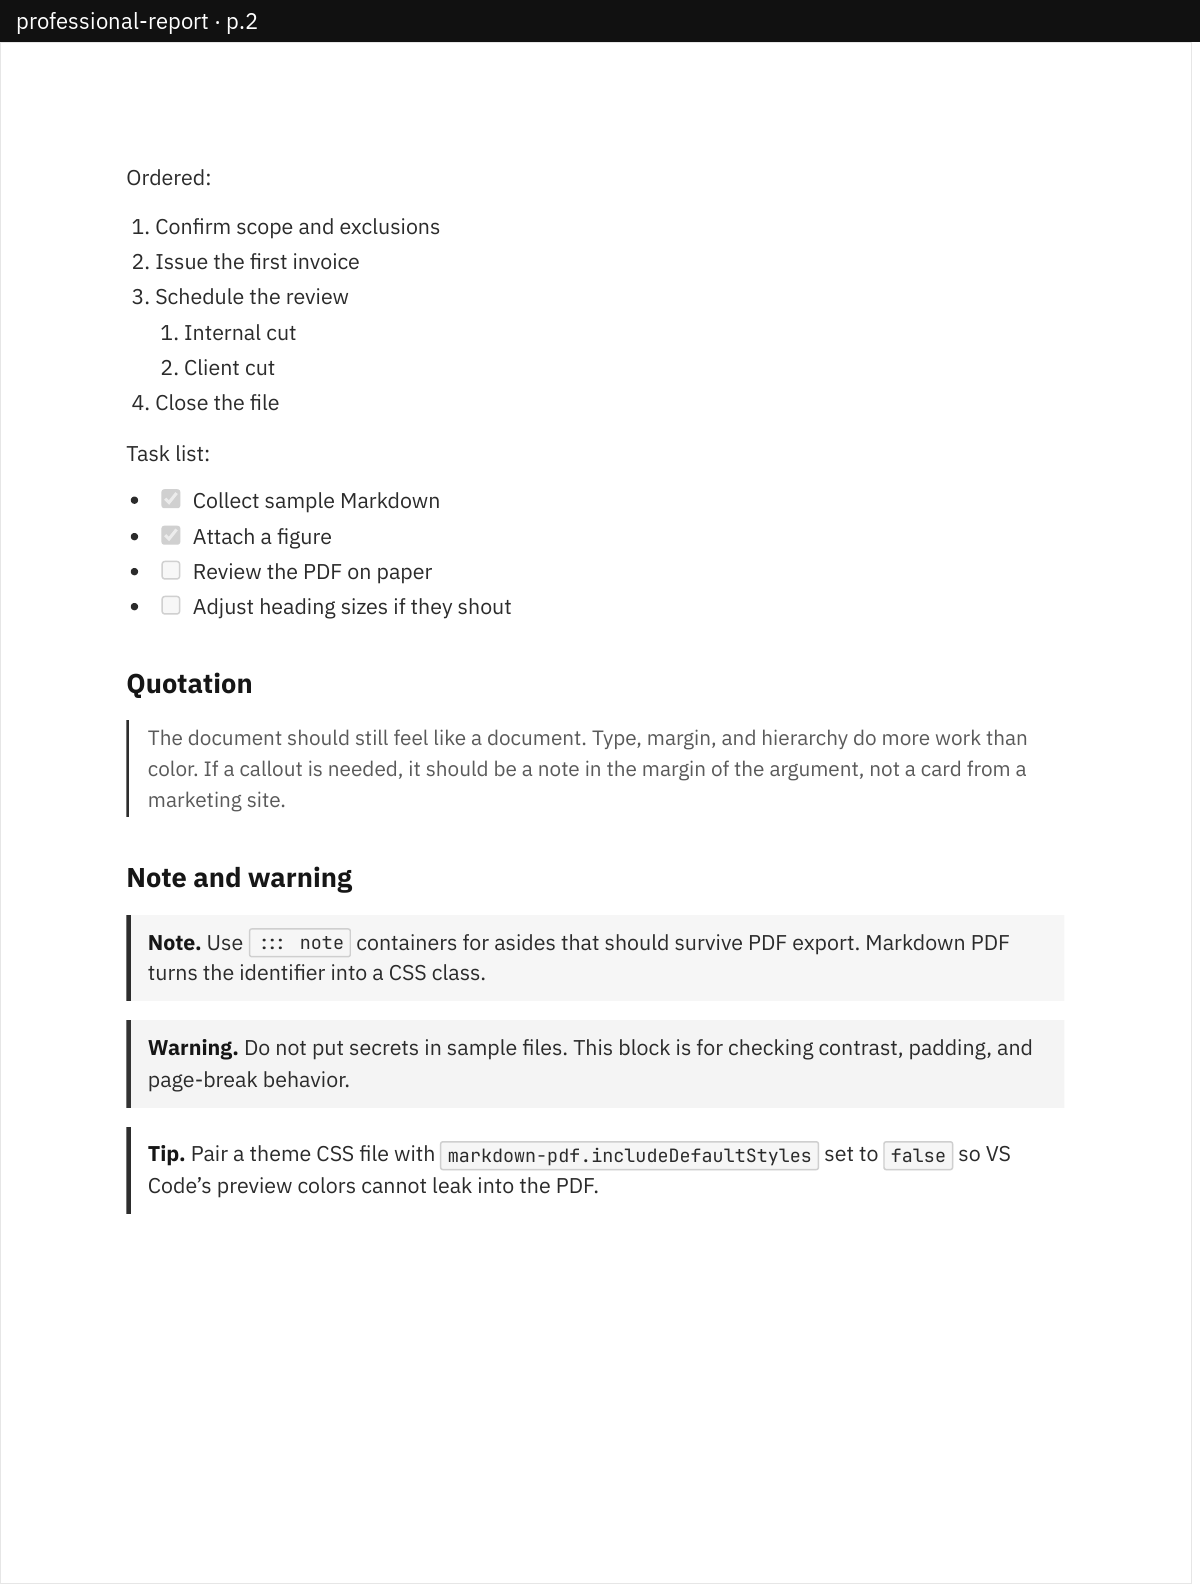 professional-report · p.2
Ordered:
1. Confirm scope and exclusions
2. Issue the first invoice
3. Schedule the review
1. Internal cut
2. Client cut
4. Close the file
Task list:
Collect sample Markdown
Attach a figure
Review the PDF on paper
Adjust heading sizes if they shout
Quotation
The document should still feel like a document. Type, margin, and hierarchy do more work than
color. If a callout is needed, it should be a note in the margin of the argument, not a card from a
marketing site.
Note and warning
Note. Use ::: note containers for asides that should survive PDF export. Markdown PDF
turns the identifier into a CSS class.
Warning. Do not put secrets in sample files. This block is for checking contrast, padding, and
page-break behavior.
Tip. Pair a theme CSS file with markdown-pdf.includeDefaultStyles set to false so VS
Code’s preview colors cannot leak into the PDF.